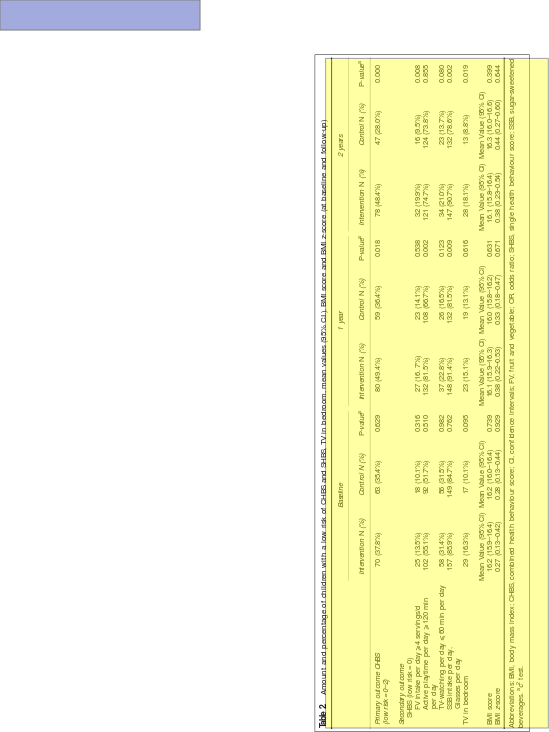 Table 2 Amount and percentage of children with a low risk of CHBS and SHBS, TV in bedroom, mean values (95% CI), BMI score and BMI z-score (at baseline and follow-up)
Baseline 1 year 2 years
Intervention N (%) Control N (%) P-value Intervention N (%) Control N (%) P-value Intervention N (%) Control N (%) P-value
Primary outcome CHBS
(low risk = 0–2) 70 (37.8%) 63 (35.4%) 0.629 80 (49.4%) 59 (36.4%) 0.018 78 (48.4%) 47 (28.0%) 0.000
Secondary outcome
SHBS (low risk = 0)
FV intake per day ⩾4 servings/d 25 (13.5%) 18 (10.1%) 0.316 27 (16. 7%) 23 (14.1%) 0.538 32 (19.9%) 16 (9.5%) 0.008
Active playtime per day ⩾120 min 102 (55.1%) 92 (51.7%) 0.510 132 (81.5%) 108 (66.7%) 0.002 121 (74.7%) 124 (73.8%) 0.855
per day
TV-watching per day ⩽60 min per day 58 (31.4%) 56 (31.5%) 0.982 37 (22.8%) 26 (16.5%) 0.123 34 (21.0%) 23 (13.7%) 0.080
SSB intake per day, 157 (85.9%) 149 (84.7%) 0.762 148 (91.4%) 132 (81.5%) 0.009 147 (90.7%) 132 (78.6%) 0.002
Glasses per day
TV in bedroom 29 (16.3%) 17 (10.1%) 0.095 23 (15.1%) 19 (13.1%) 0.616 28 (18.1%) 13 (8.8%) 0.019
Mean Value (95% CI) Mean Value (95% CI) Mean Value (95% CI) Mean Value (95% CI) Mean Value (95% CI) Mean Value (95% CI)
BMI score 16.2 (15.9–16.4) 16.2 (16.0–16.4) 0.739 16.1 (15.9–16.3) 16.0 (15.8–16.2) 0.631 16.1 (15.8–16.4) 16.3 (16.0–16.6) 0.399
BMI z-score 0.27 (0.13–0.42) 0.28 (0.13–0.44) 0.929 0.38 (0.22–0.53) 0.33 (0.18–0.47) 0.671 0.38 (0.23–0.54) 0.44 (0.27–0.60) 0.644
Abbreviations: BMI, body mass index; CHBS, combined health behaviour score; CI, confidence intervals; FV, fruit and vegetable; OR, odds ratio; SHBS, single health behaviour score; SSB, sugar-sweetened
beverages. test.